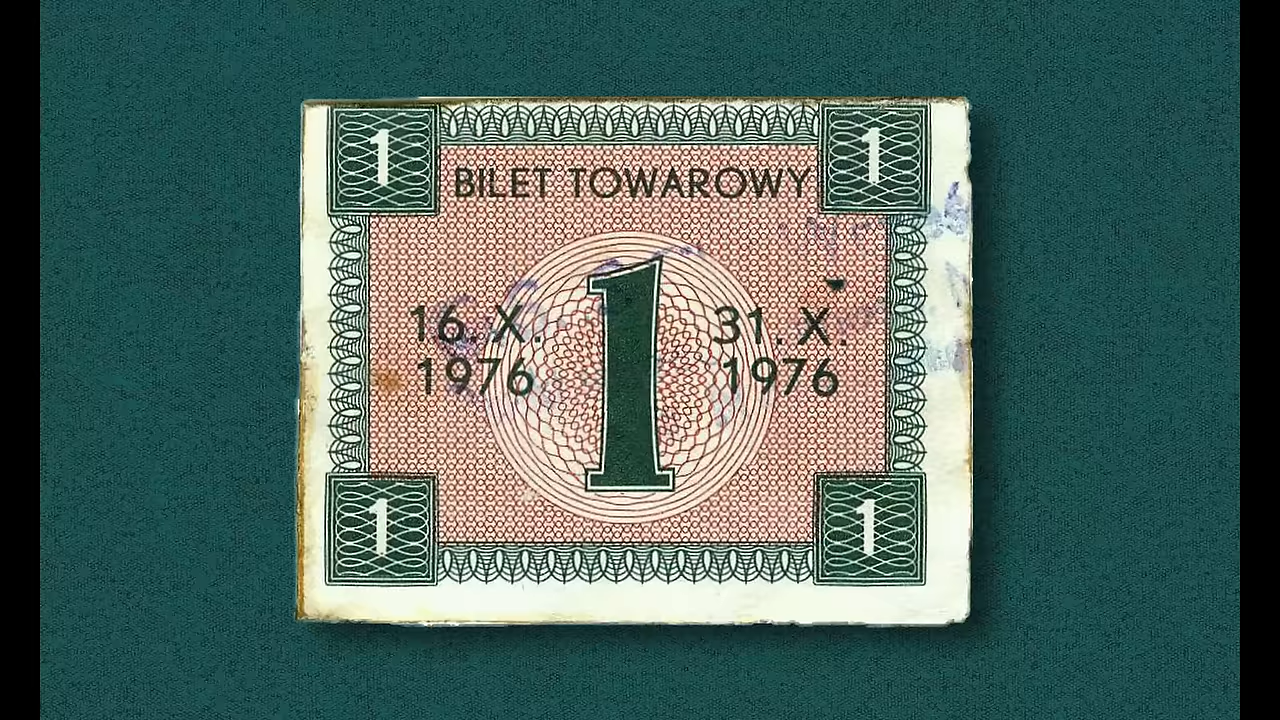 1 1
BILET TOWAROWY
1
16. X. 31. X.
1976 1976
1 1